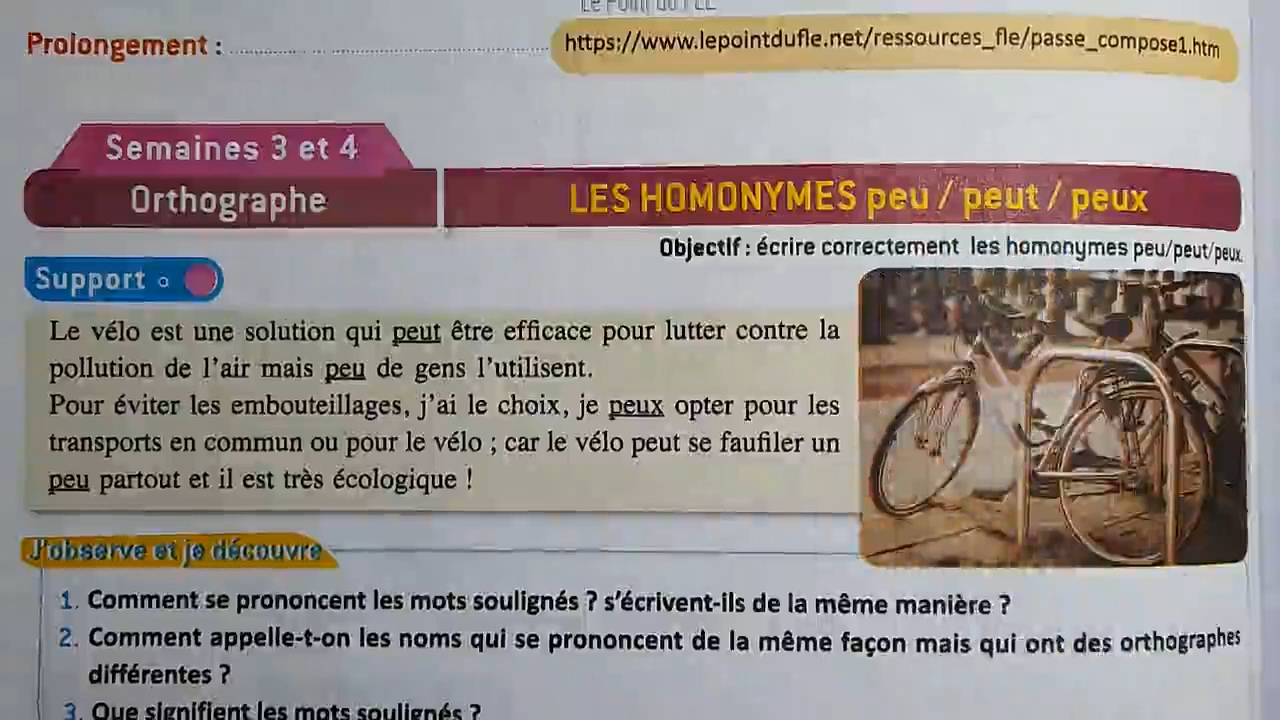 Le Point du FLE
Prolongement : https://www.lepointdufle.net/ressources_fle/passe_compose1.htm
Semaines 3 et 4
Orthographe
LES HOMONYMES peu / peut / peux
Objectif : écrire correctement les homonymes peu/peut/peux.
Support
Le vélo est une solution qui peut être efficace pour lutter contre la
pollution de l'air mais peu de gens l'utilisent.
Pour éviter les embouteillages, j'ai le choix, je peux opter pour les
transports en commun ou pour le vélo ; car le vélo peut se faufiler un
peu partout et il est très écologique !
J'observe et je découvre
1. Comment se prononcent les mots soulignés ? s'écrivent-ils de la même manière ?
2. Comment appelle-t-on les noms qui se prononcent de la même façon mais qui ont des orthographes
différentes ?
3. Que signifient les mots soulignés ?